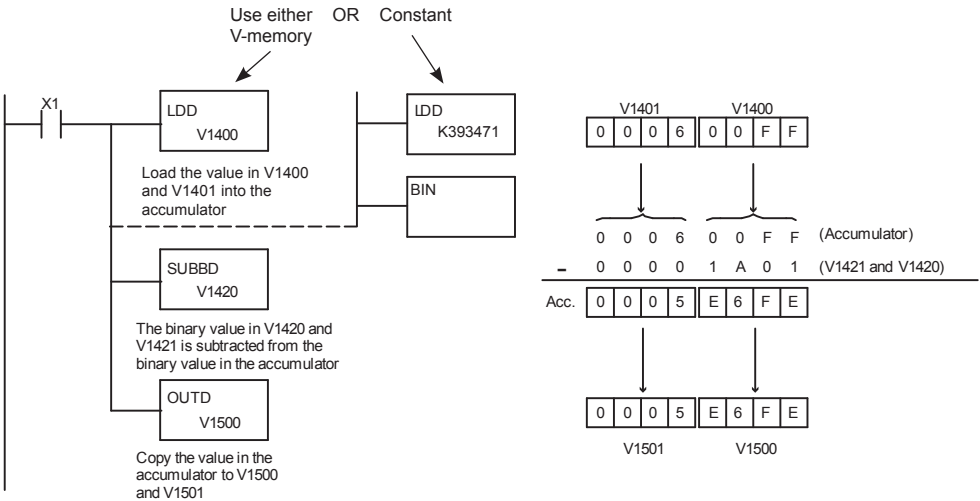 Use either OR Constant
V-memory
X1
LDD
V1400
Load the value in V1400
and V1401 into the
accumulator
LDD
K393471
BIN
SUBBD
V1420
The binary value in V1420 and
V1421 is subtracted from the
binary value in the accumulator
OUTD
V1500
Copy the value in the
accumulator to V1500
and V1501
V1401 V1400
0 0 0 6 0 0 F F
0 0 0 6 0 0 F F (Accumulator)
– 0 0 0 0 1 A 0 1 (V1421 and V1420)
Acc. 0 0 0 5 E 6 F E
0 0 0 5 E 6 F E
V1501 V1500